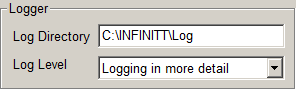 Logger
Log Directory C:\INFINITT\Log
Log Level Logging in more detail